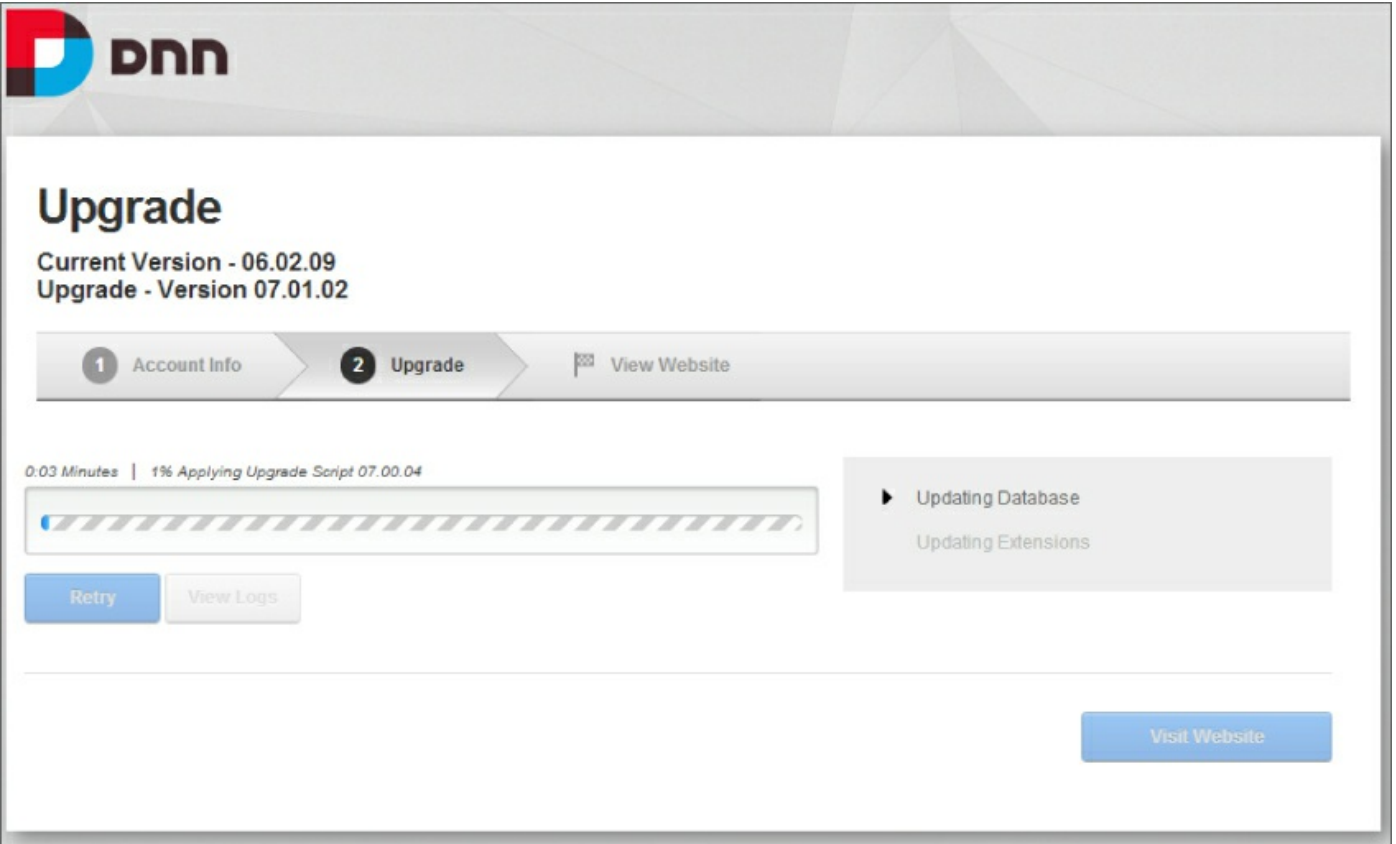 DNN
Upgrade
Current Version - 06.02.09
Upgrade - Version 07.01.02
1 Account Info 2 Upgrade View Website
0:03 Minutes | 1% Applying Upgrade Script 07.00.04
Updating Database
Updating Extensions
Retry View Logs
Visit Website